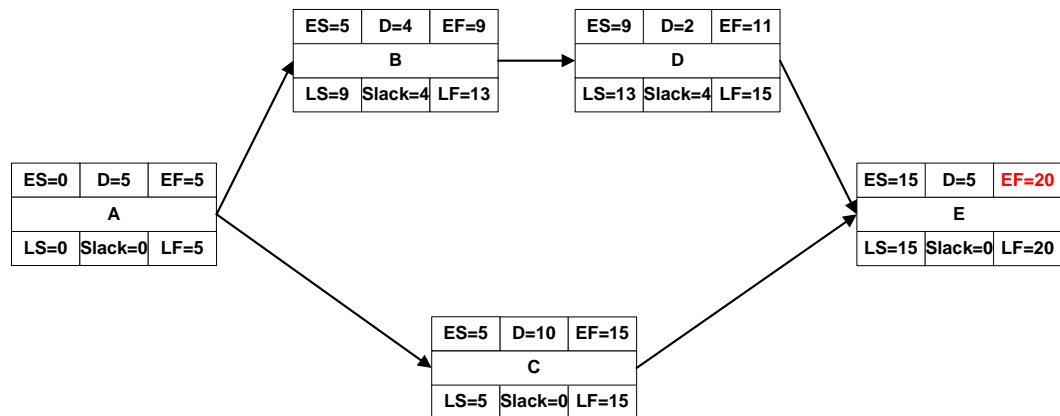 ES=5 D=4 EF=9
B
LS=9 Slack=4 LF=13
ES=9 D=2 EF=11
D
LS=13 Slack=4 LF=15
ES=0 D=5 EF=5
A
LS=0 Slack=0 LF=5
ES=15 D=5 EF=20
E
LS=15 Slack=0 LF=20
ES=5 D=10 EF=15
C
LS=5 Slack=0 LF=15